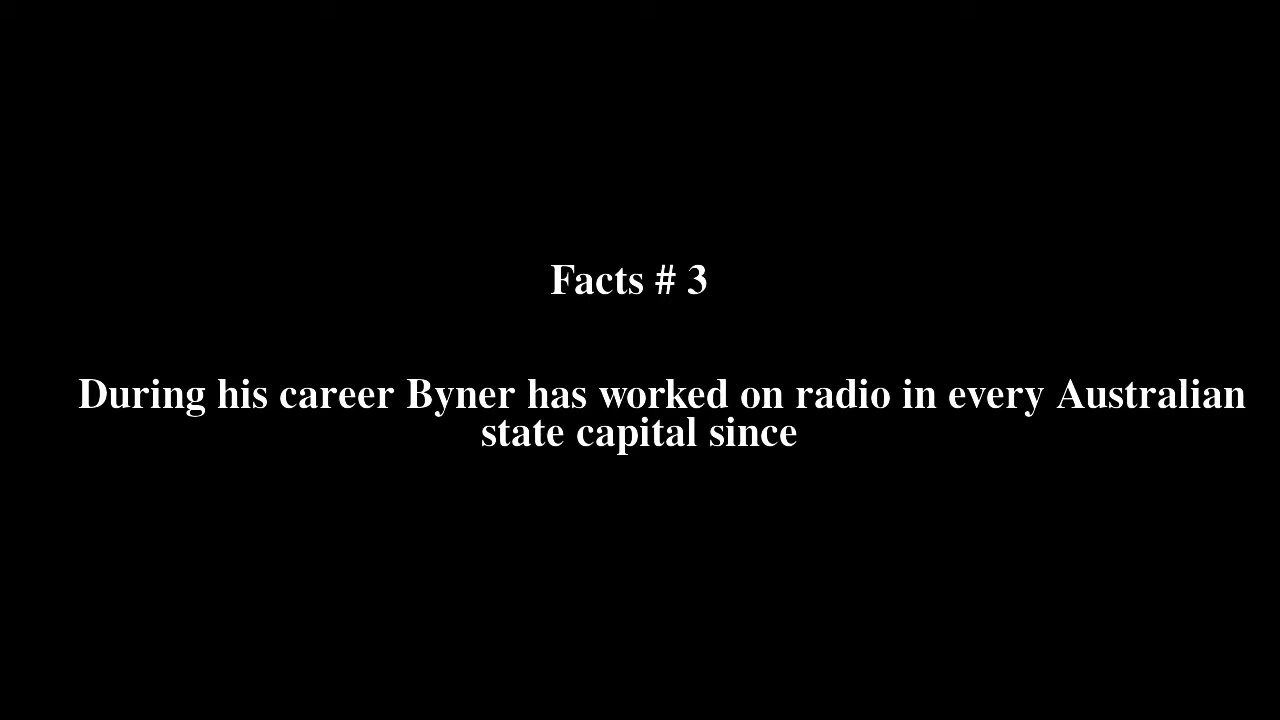 Facts # 3
During his career Byner has worked on radio in every Australian
state capital since